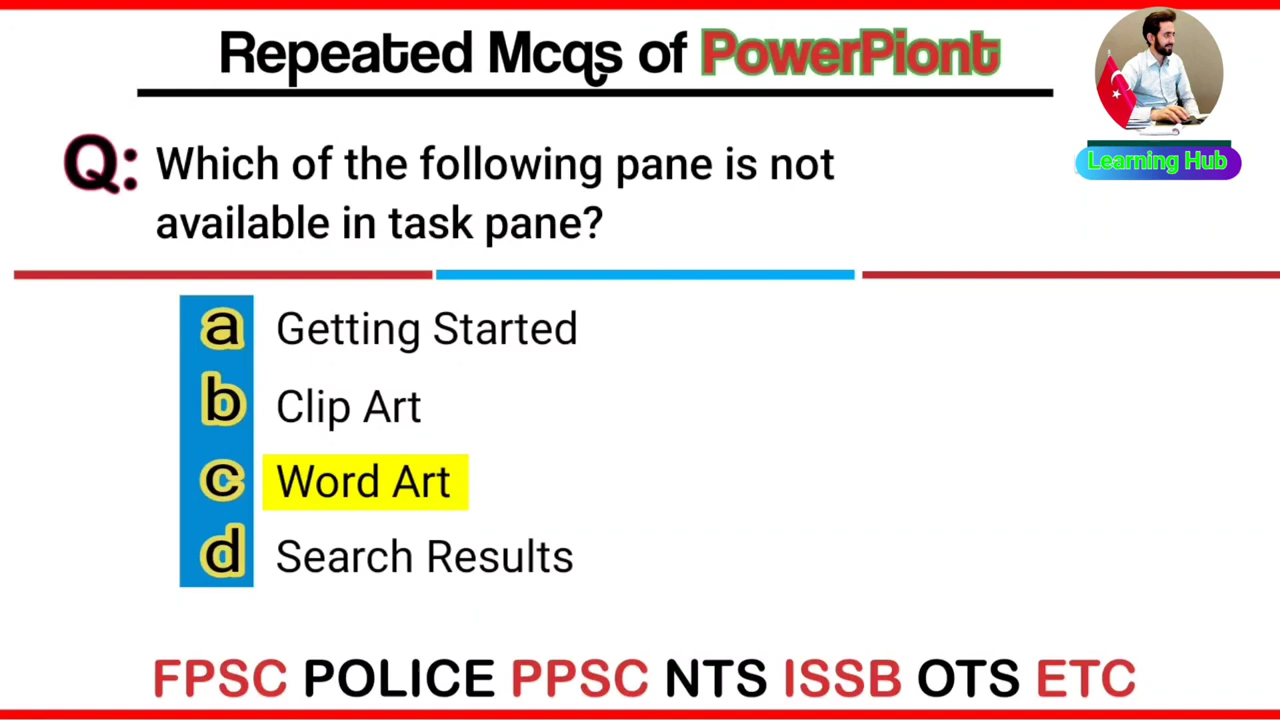 Repeated Mcqs of PowerPiont
Learning Hub
Q: Which of the following pane is not
available in task pane?
a Getting Started
b Clip Art
c Word Art
d Search Results
FPSC POLICE PPSC NTS ISSB OTS ETC